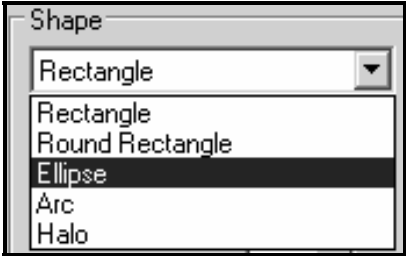 Shape
Rectangle
Rectangle
Round Rectangle
Ellipse
Arc
Halo